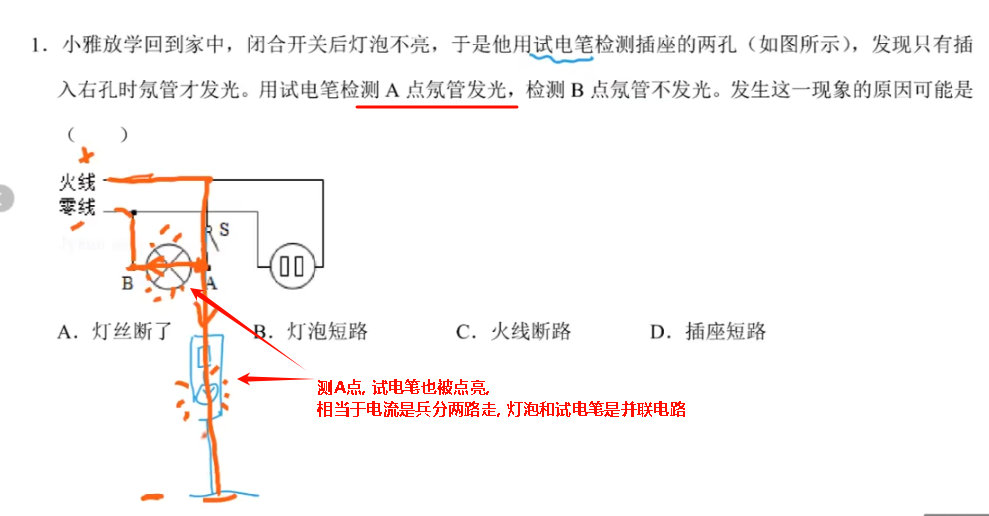 1. 小雅放学回到家中，闭合开关后灯泡不亮，于是他用试电笔检测插座的两孔（如图所示），发现只有插
入右孔时氖管才发光。用试电笔检测 A 点氖管发光，检测 B 点氖管不发光。发生这一现象的原因可能是
（ ）
火线
零线
S
B
A
A. 灯丝断了 B. 灯泡短路 C. 火线断路 D. 插座短路
测A点, 试电笔也被点亮,
相当于电流是兵分两路走, 灯泡和试电笔是并联电路